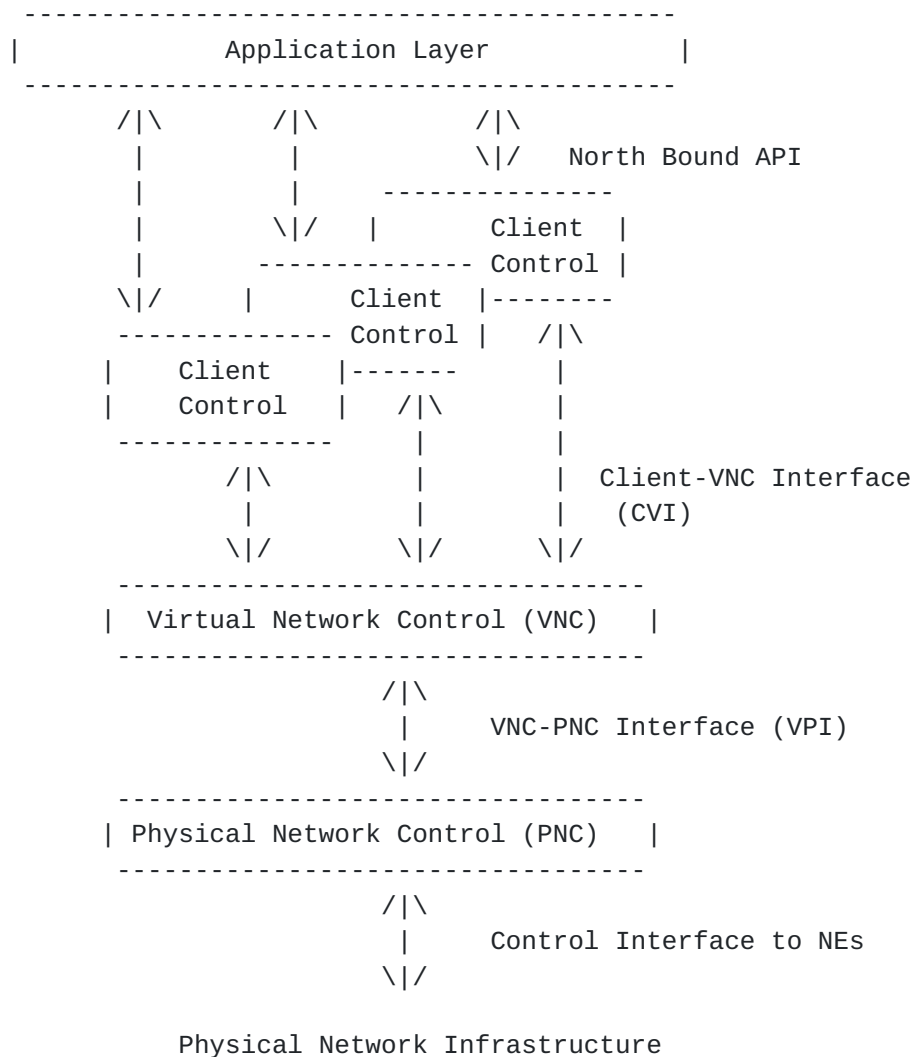 Application Layer
North Bound API
Client
Control
Client
Control
Client
Control
Client-VNC Interface
(CVI)
Virtual Network Control (VNC)
VNC-PNC Interface (VPI)
Physical Network Control (PNC)
Control Interface to NEs
Physical Network Infrastructure